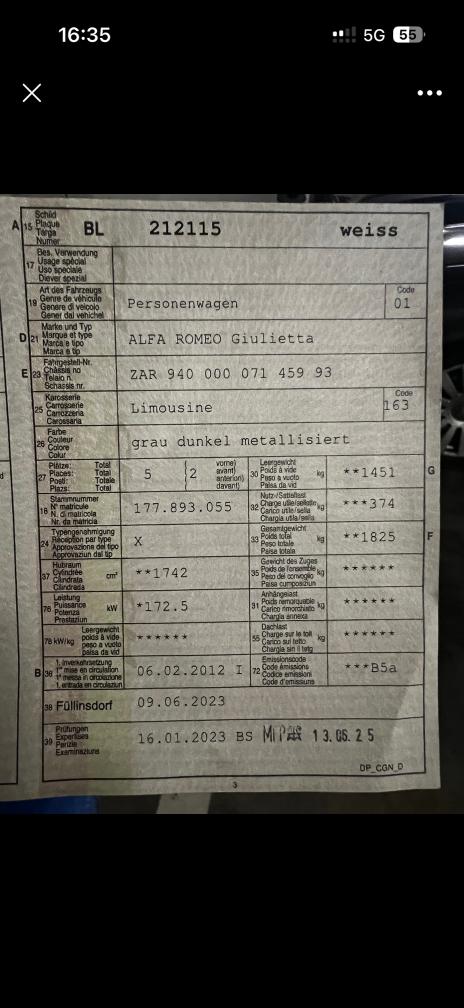 16:35
5G 55
A 15 Schild Plaque Targa Numer BL 212115 weiss
17 Bes. Verwendung Usage spécial Uso speciale Diever spezial
19 Art des Fahrzeugs Genre de véhicule Genere di veicolo Gener dal vehichel Personenwagen Code 01
D 21 Marke und Typ Marque et type Marca e tipo Marca e tip ALFA ROMEO Giulietta
E 23 Fahrgestell-Nr. Châssis no Telaio n. Schassis nr. ZAR 940 000 071 459 93
25 Karosserie Carrosserie Carrozzeria Carossaria Limousine Code 163
26 Farbe Couleur Colore Colur grau dunkel metallisiert
27 Plätze: Total Places: Total Posti: Totale Plazs: Total 5 2 vorne) avant) anteriori) davant) 30 Leergewicht Poids à vide Peso a vuoto Paisa da vid kg **1451 G
18 Stammnummer N° matricule N. di matricola Nr. da matricla 177.893.055 32 Nutz-/Sattellast Charge utile/sellette Carico utile/sella Chargia utila/sella kg ***374
24 Typengenehmigung Réception par type Approvazione del tipo Approvaziun dal tip X 33 Gesamtgewicht Poids total Peso totale Paisa totala kg **1825 F
37 Hubraum Cylindrée Cilindrata Cilindrada cm³ **1742 35 Gewicht des Zuges Poids de l'ensemble Peso del convoglio Paisa cumposiziun kg ******
76 Leistung Puissance Potenza Prestaziun kW *172.5 31 Anhängelast Poids remorquable Carico rimorchiato Chargia annexa kg ******
78 kW/kg Leergewicht poids à vide peso a vuoto paisa da vid ****** 55 Dachlast Charge sur le toit Carico sul tetto Chargia sin il tetg kg ******
B 36 1. Inverkehrsetzung 1re mise en circulation 1a messa in circolazione 1. entrada en circulaziun 06.02.2012 I 72 Emissionscode Code émissions Codice emissioni Code d'emissiuns ***B5a
38 Füllinsdorf 09.06.2023
39 Prüfungen Expertises Perizie Examinaziuns 16.01.2023 BS 13.06.25
DP_CGN_D
3